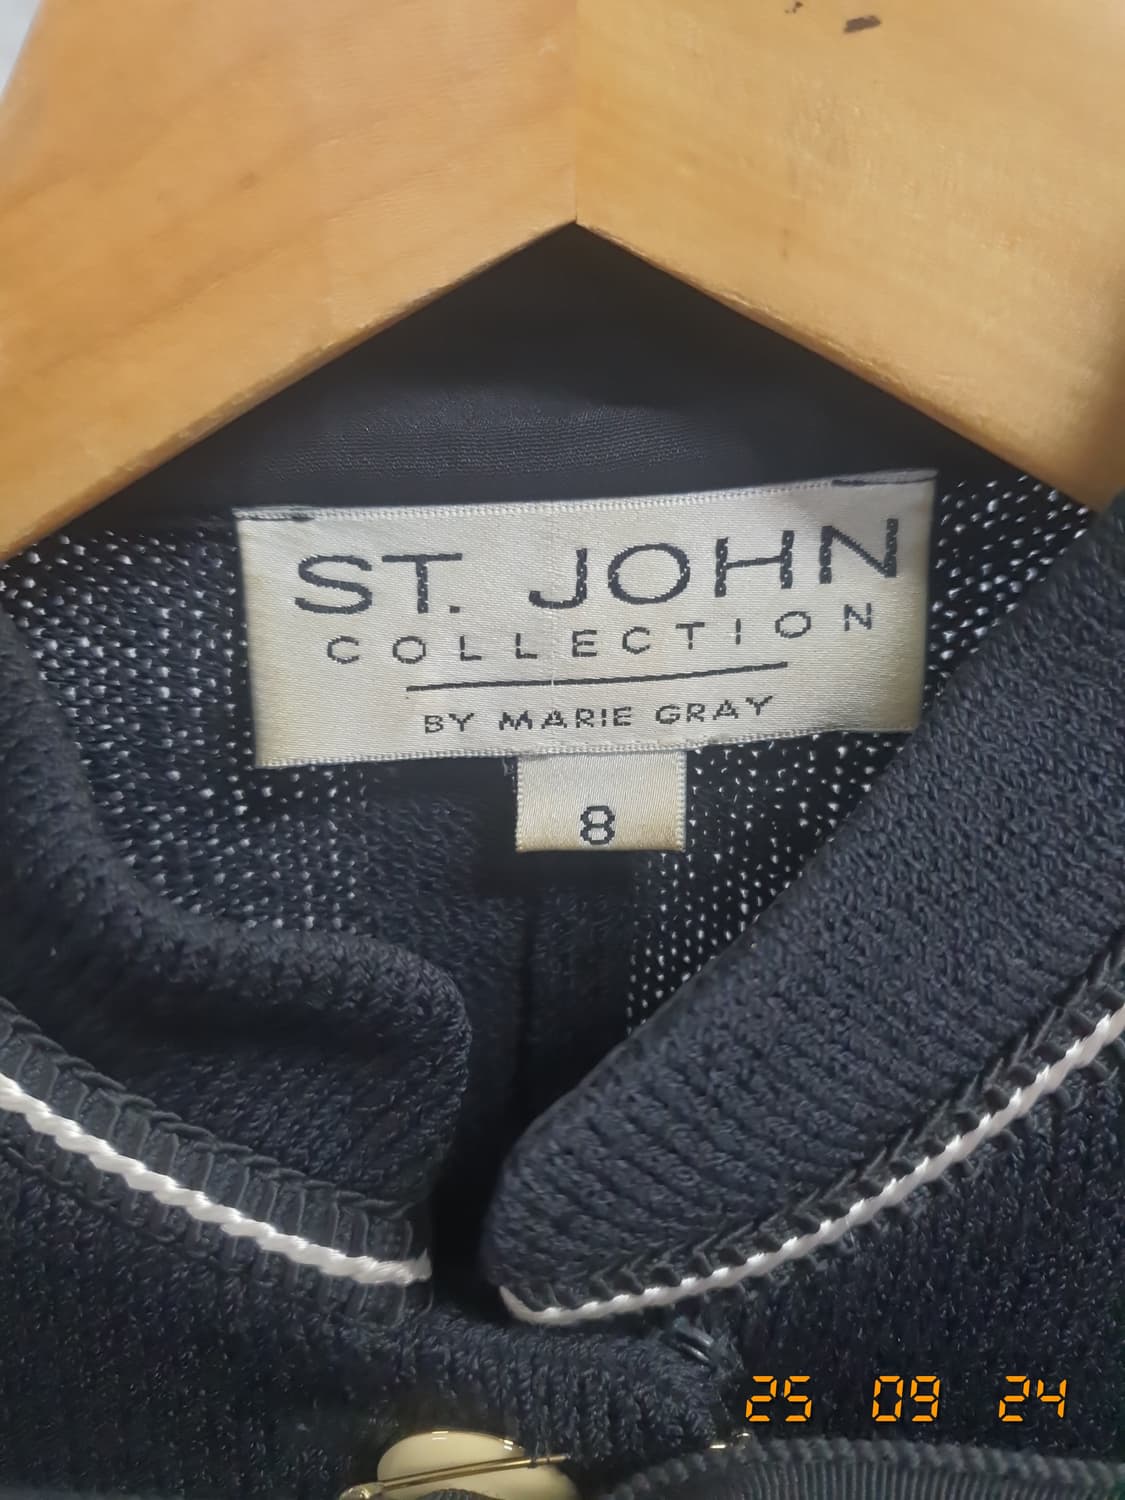 ST. JOHN
COLLECTION
BY MARIE GRAY
8
25 09 24